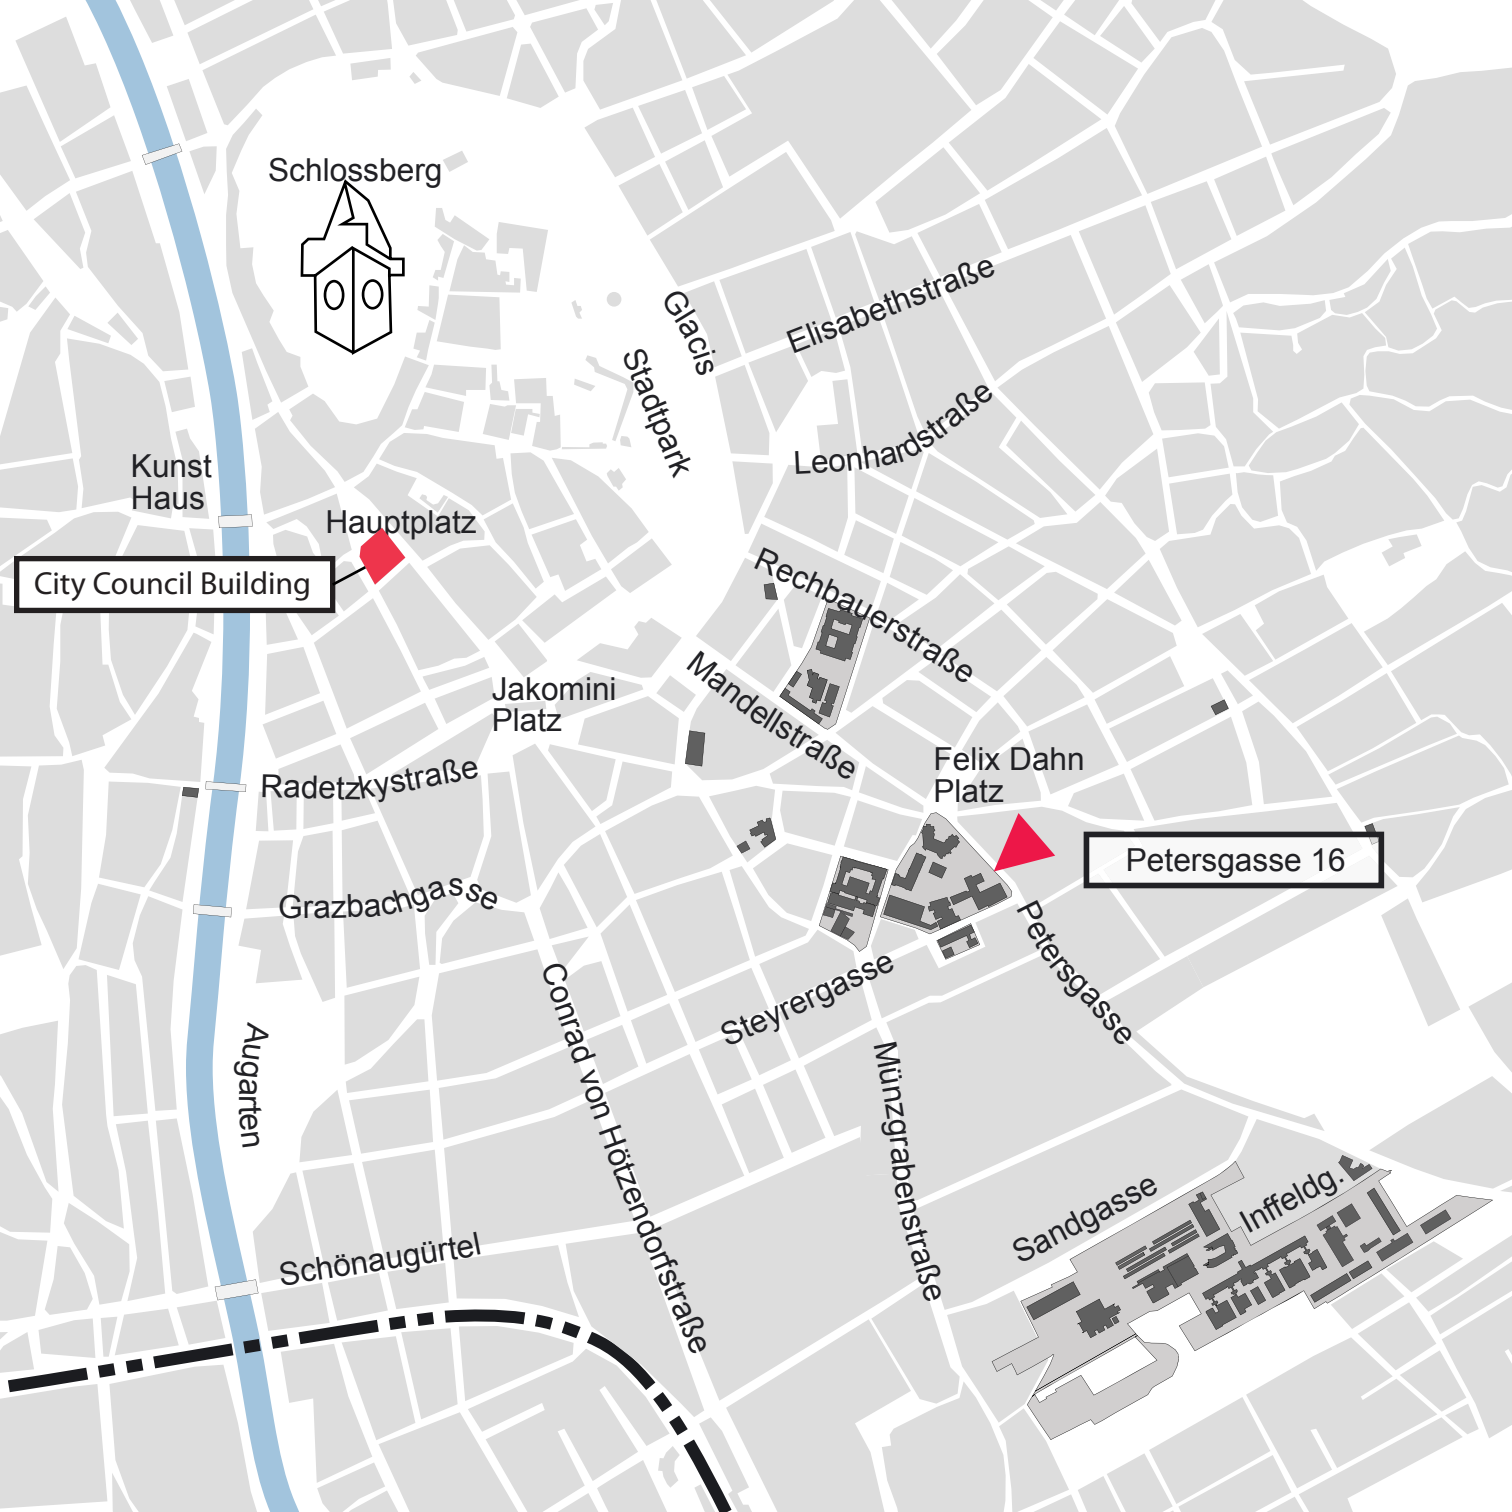 Schlossberg
Glacis
Elisabethstraße
Stadtpark
Leonhardstraße
Kunst
Haus
Hauptplatz
City Council Building
Rechbauerstraße
Mandellstraße
Jakomini
Platz
Felix Dahn
Platz
Radetzkystraße
Petersgasse 16
Grazbachgasse
Petersgasse
Steyrergasse
Conrad von Hötzendorfstraße
Augarten
Münzgrabenstraße
Sandgasse
Inffeldg.
Schönaugürtel